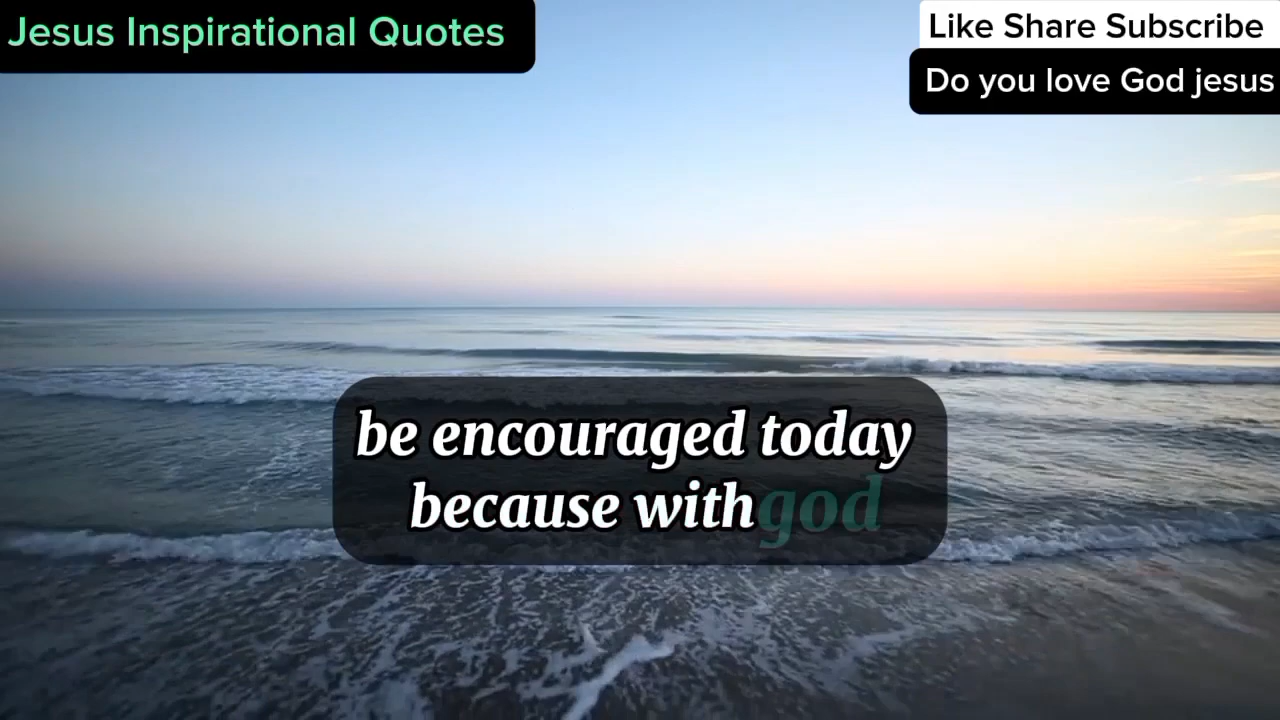 Jesus Inspirational Quotes
Like Share Subscribe
Do you love God jesus
be encouraged today
because with god